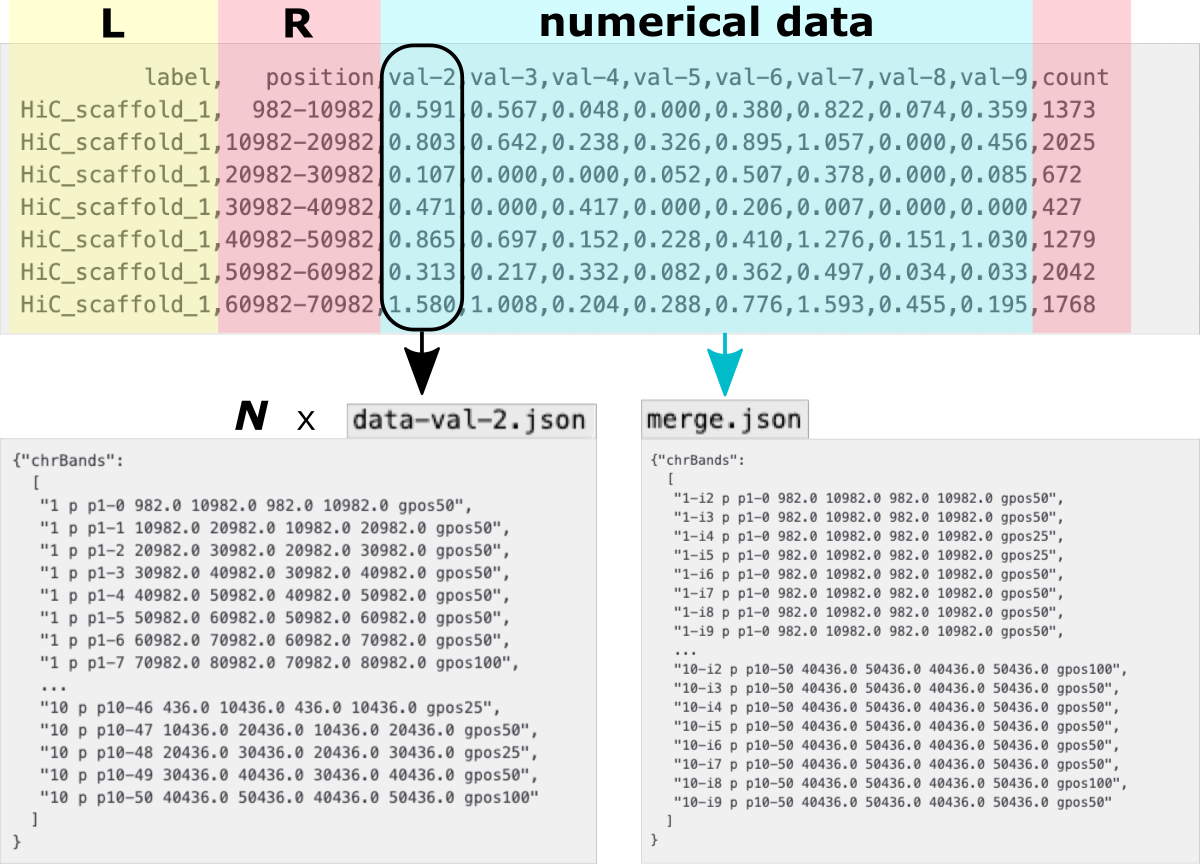 L R numerical data
label, position,val-2,val-3,val-4,val-5,val-6,val-7,val-8,val-9,count
HiC_scaffold_1, 982-10982,0.591,0.567,0.048,0.000,0.380,0.822,0.074,0.359,1373
HiC_scaffold_1,10982-20982,0.803,0.642,0.238,0.326,0.895,1.057,0.000,0.456,2025
HiC_scaffold_1,20982-30982,0.107,0.000,0.000,0.052,0.507,0.378,0.000,0.085,672
HiC_scaffold_1,30982-40982,0.471,0.000,0.417,0.000,0.206,0.007,0.000,0.000,427
HiC_scaffold_1,40982-50982,0.865,0.697,0.152,0.228,0.410,1.276,0.151,1.030,1279
HiC_scaffold_1,50982-60982,0.313,0.217,0.332,0.082,0.362,0.497,0.034,0.033,2042
HiC_scaffold_1,60982-70982,1.580,1.008,0.204,0.288,0.776,1.593,0.455,0.195,1768
N x data-val-2.json
{"chrBands":
[
"1 p p1-0 982.0 10982.0 982.0 10982.0 gpos50",
"1 p p1-1 10982.0 20982.0 10982.0 20982.0 gpos50",
"1 p p1-2 20982.0 30982.0 20982.0 30982.0 gpos50",
"1 p p1-3 30982.0 40982.0 30982.0 40982.0 gpos50",
"1 p p1-4 40982.0 50982.0 40982.0 50982.0 gpos50",
"1 p p1-5 50982.0 60982.0 50982.0 60982.0 gpos50",
"1 p p1-6 60982.0 70982.0 60982.0 70982.0 gpos50",
"1 p p1-7 70982.0 80982.0 70982.0 80982.0 gpos100",
...
"10 p p10-46 436.0 10436.0 436.0 10436.0 gpos25",
"10 p p10-47 10436.0 20436.0 10436.0 20436.0 gpos50",
"10 p p10-48 20436.0 30436.0 20436.0 30436.0 gpos25",
"10 p p10-49 30436.0 40436.0 30436.0 40436.0 gpos50",
"10 p p10-50 40436.0 50436.0 40436.0 50436.0 gpos100"
]
}
merge.json
{"chrBands":
[
"1-i2 p p1-0 982.0 10982.0 982.0 10982.0 gpos50",
"1-i3 p p1-0 982.0 10982.0 982.0 10982.0 gpos50",
"1-i4 p p1-0 982.0 10982.0 982.0 10982.0 gpos25",
"1-i5 p p1-0 982.0 10982.0 982.0 10982.0 gpos25",
"1-i6 p p1-0 982.0 10982.0 982.0 10982.0 gpos50",
"1-i7 p p1-0 982.0 10982.0 982.0 10982.0 gpos50",
"1-i8 p p1-0 982.0 10982.0 982.0 10982.0 gpos50",
"1-i9 p p1-0 982.0 10982.0 982.0 10982.0 gpos50",
...
"10-i2 p p10-50 40436.0 50436.0 40436.0 50436.0 gpos100",
"10-i3 p p10-50 40436.0 50436.0 40436.0 50436.0 gpos50",
"10-i4 p p10-50 40436.0 50436.0 40436.0 50436.0 gpos50",
"10-i5 p p10-50 40436.0 50436.0 40436.0 50436.0 gpos50",
"10-i6 p p10-50 40436.0 50436.0 40436.0 50436.0 gpos50",
"10-i7 p p10-50 40436.0 50436.0 40436.0 50436.0 gpos50",
"10-i8 p p10-50 40436.0 50436.0 40436.0 50436.0 gpos100",
"10-i9 p p10-50 40436.0 50436.0 40436.0 50436.0 gpos50"
]
}